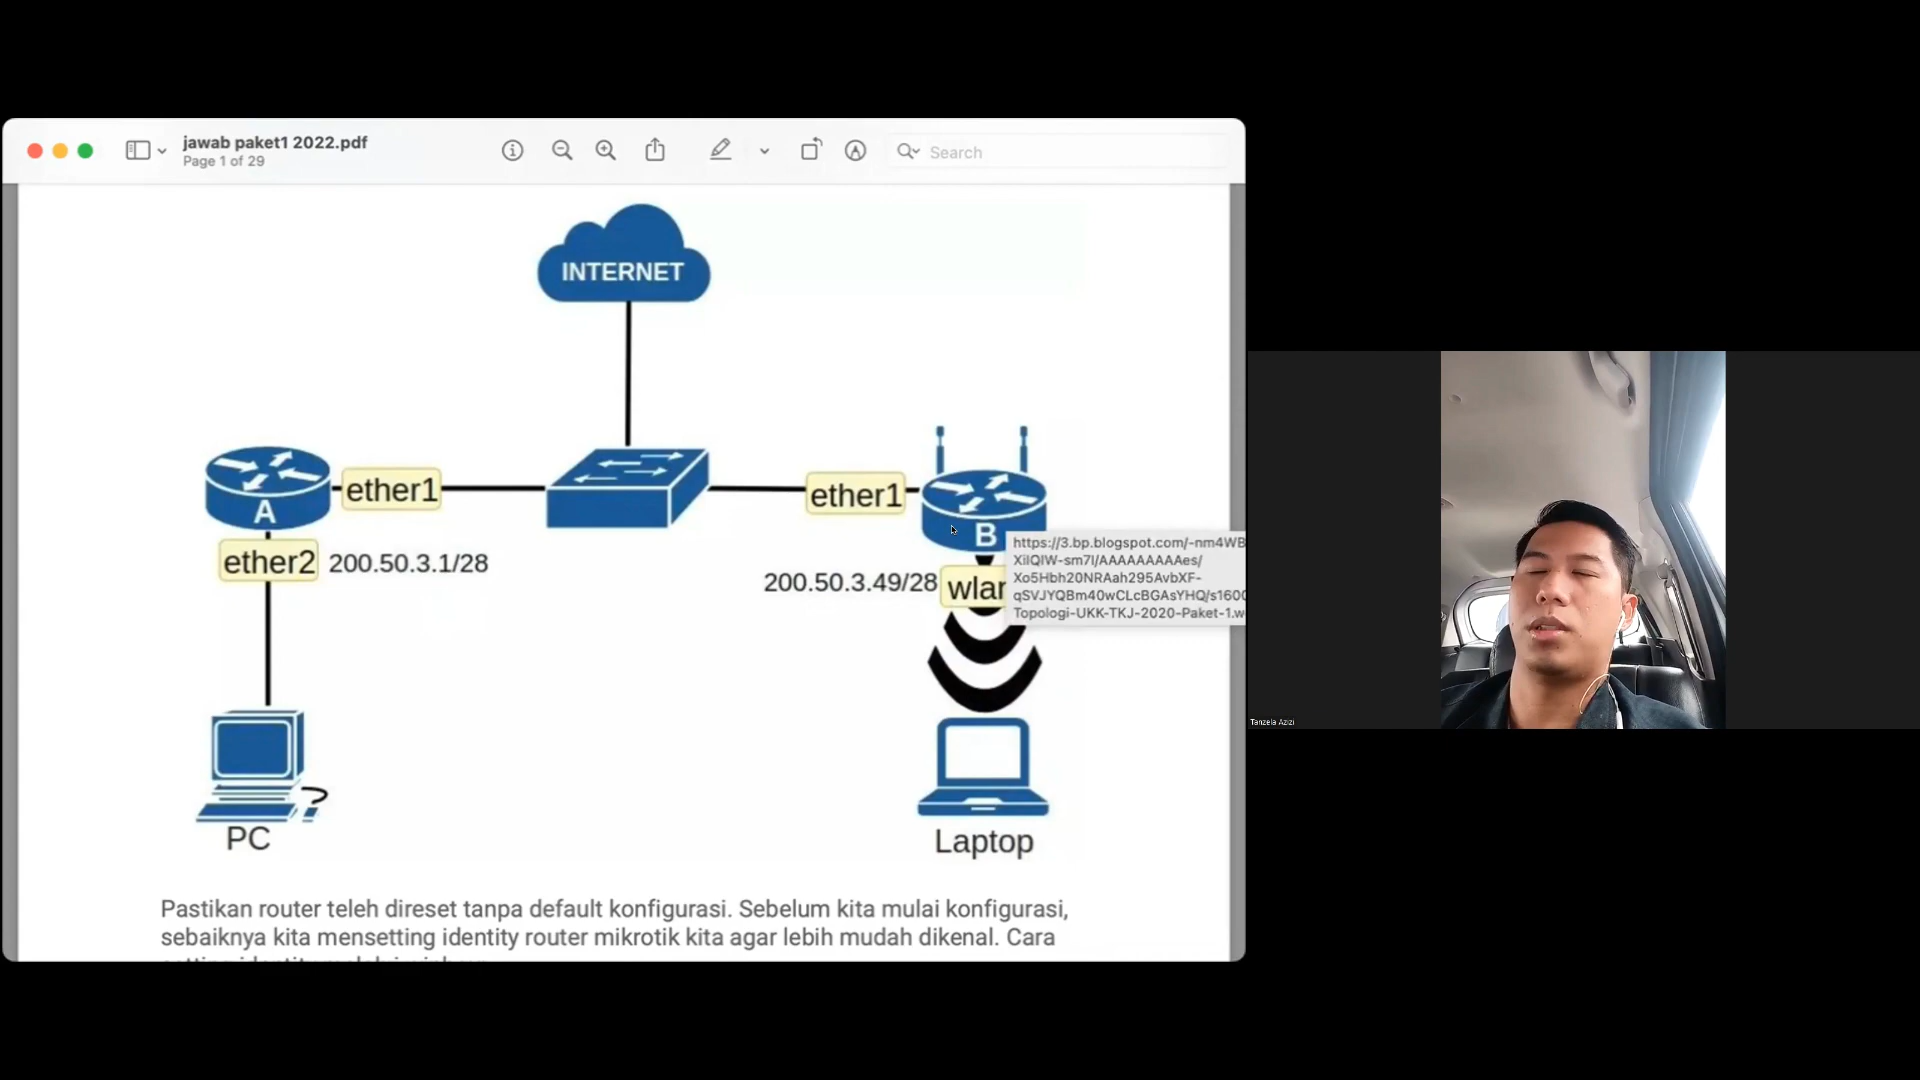 jawab paket1 2022.pdf
Page 1 of 29
Search
INTERNET
ether1
ether1
A
B
ether2 200.50.3.1/28
200.50.3.49/28
https://3.bp.blogspot.com/-nm4WB
XilQlW-sm7I/AAAAAAAAAes/
Xo5Hbh20NRAah295AvbXF-
qSVJYQBm40wCLcBGAsYHQ/s160
Topologi-UKK-TKJ-2020-Paket-1.w
Tanzela Azizi
?
PC
Laptop
Pastikan router teleh direset tanpa default konfigurasi. Sebelum kita mulai konfigurasi,
sebaiknya kita mensetting identity router mikrotik kita agar lebih mudah dikenal. Cara